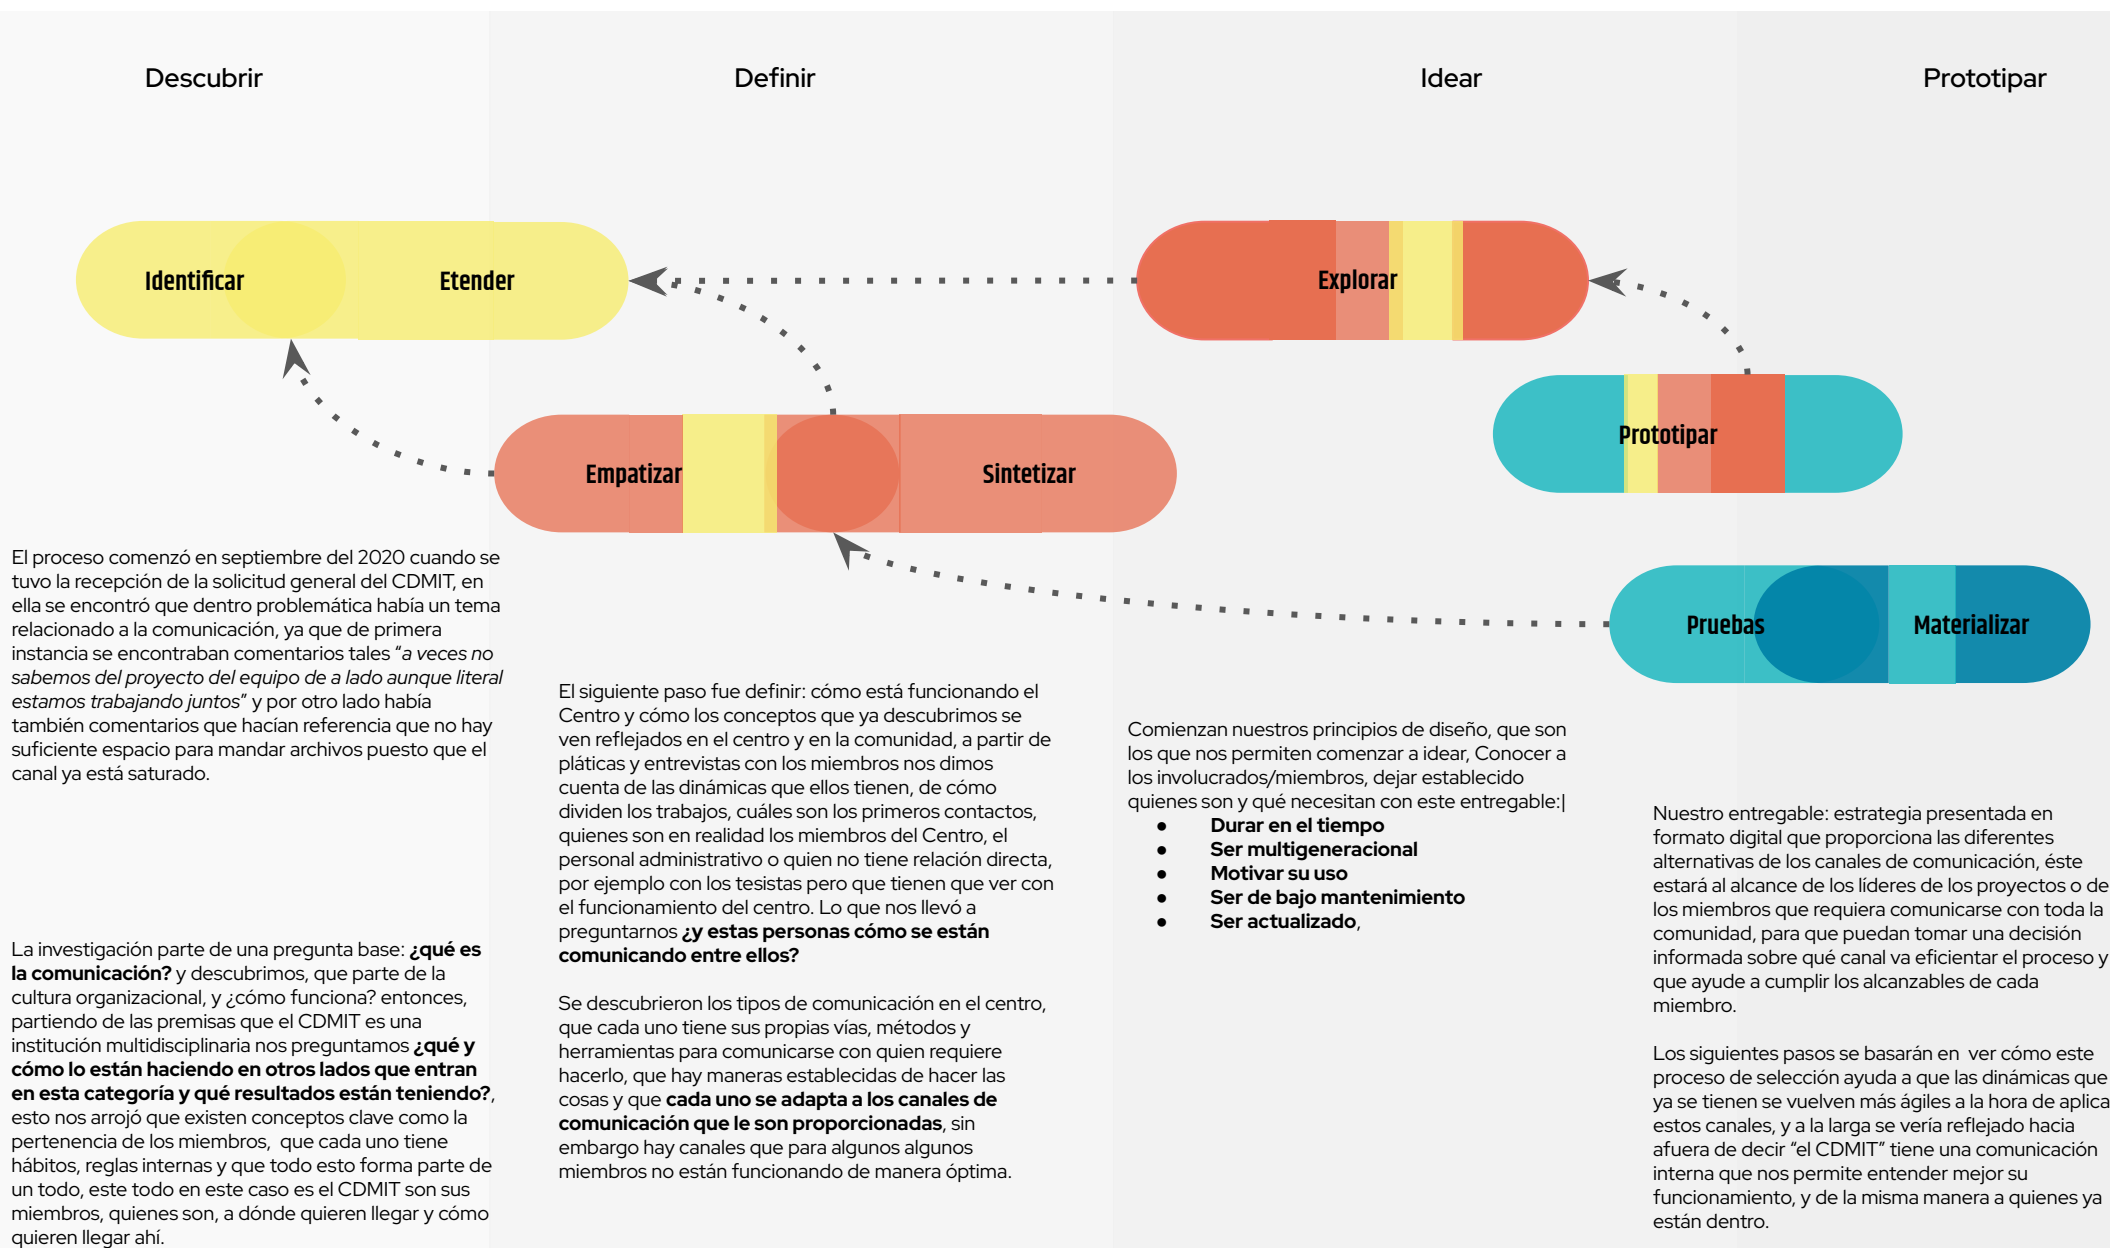 Descubrir
Definir
Idear
Prototipar
Identificar
Etender
Explorar
Prototipar
Empatizar
Sintetizar
Pruebas
Materializar
El proceso comenzó en septiembre del 2020 cuando se
tuvo la recepción de la solicitud general del CDMIT, en
ella se encontró que dentro problemática había un tema
relacionado a la comunicación, ya que de primera
instancia se encontraban comentarios tales “a veces no
sabemos del proyecto del equipo de a lado aunque literal
estamos trabajando juntos” y por otro lado había
también comentarios que hacían referencia que no hay
suficiente espacio para mandar archivos puesto que el
canal ya está saturado.
La investigación parte de una pregunta base: ¿qué es
la comunicación? y descubrimos, que parte de la
cultura organizacional, y ¿cómo funciona? entonces,
partiendo de las premisas que el CDMIT es una
institución multidisciplinaria nos preguntamos ¿qué y
cómo lo están haciendo en otros lados que entran
en esta categoría y qué resultados están teniendo?,
esto nos arrojó que existen conceptos clave como la
pertenencia de los miembros, que cada uno tiene
hábitos, reglas internas y que todo esto forma parte de
un todo, este todo en este caso es el CDMIT son sus
miembros, quienes son, a dónde quieren llegar y cómo
quieren llegar ahí.
El siguiente paso fue definir: cómo está funcionando el
Centro y cómo los conceptos que ya descubrimos se
ven reflejados en el centro y en la comunidad, a partir de
pláticas y entrevistas con los miembros nos dimos
cuenta de las dinámicas que ellos tienen, de cómo
dividen los trabajos, cuáles son los primeros contactos,
quienes son en realidad los miembros del Centro, el
personal administrativo o quien no tiene relación directa,
por ejemplo con los tesistas pero que tienen que ver con
el funcionamiento del centro. Lo que nos llevó a
preguntarnos ¿y estas personas cómo se están
comunicando entre ellos?
Se descubrieron los tipos de comunicación en el centro,
que cada uno tiene sus propias vías, métodos y
herramientas para comunicarse con quien requiere
hacerlo, que hay maneras establecidas de hacer las
cosas y que cada uno se adapta a los canales de
comunicación que le son proporcionados, sin
embargo hay canales que para algunos algunos
miembros no están funcionando de manera óptima.
Comienzan nuestros principios de diseño, que son
los que nos permiten comenzar a idear, Conocer a
los involucrados/miembros, dejar establecido
quienes son y qué necesitan con este entregable:|
● Durar en el tiempo
● Ser multigeneracional
● Motivar su uso
● Ser de bajo mantenimiento
● Ser actualizado,
Nuestro entregable: estrategia presentada en
formato digital que proporciona las diferentes
alternativas de los canales de comunicación, éste
estará al alcance de los líderes de los proyectos o de
los miembros que requiera comunicarse con toda la
comunidad, para que puedan tomar una decisión
informada sobre qué canal va eficientar el proceso y
que ayude a cumplir los alcanzables de cada
miembro.
Los siguientes pasos se basarán en ver cómo este
proceso de selección ayuda a que las dinámicas que
ya se tienen se vuelven más ágiles a la hora de aplica
estos canales, y a la larga se vería reflejado hacia
afuera de decir “el CDMIT” tiene una comunicación
interna que nos permite entender mejor su
funcionamiento, y de la misma manera a quienes ya
están dentro.